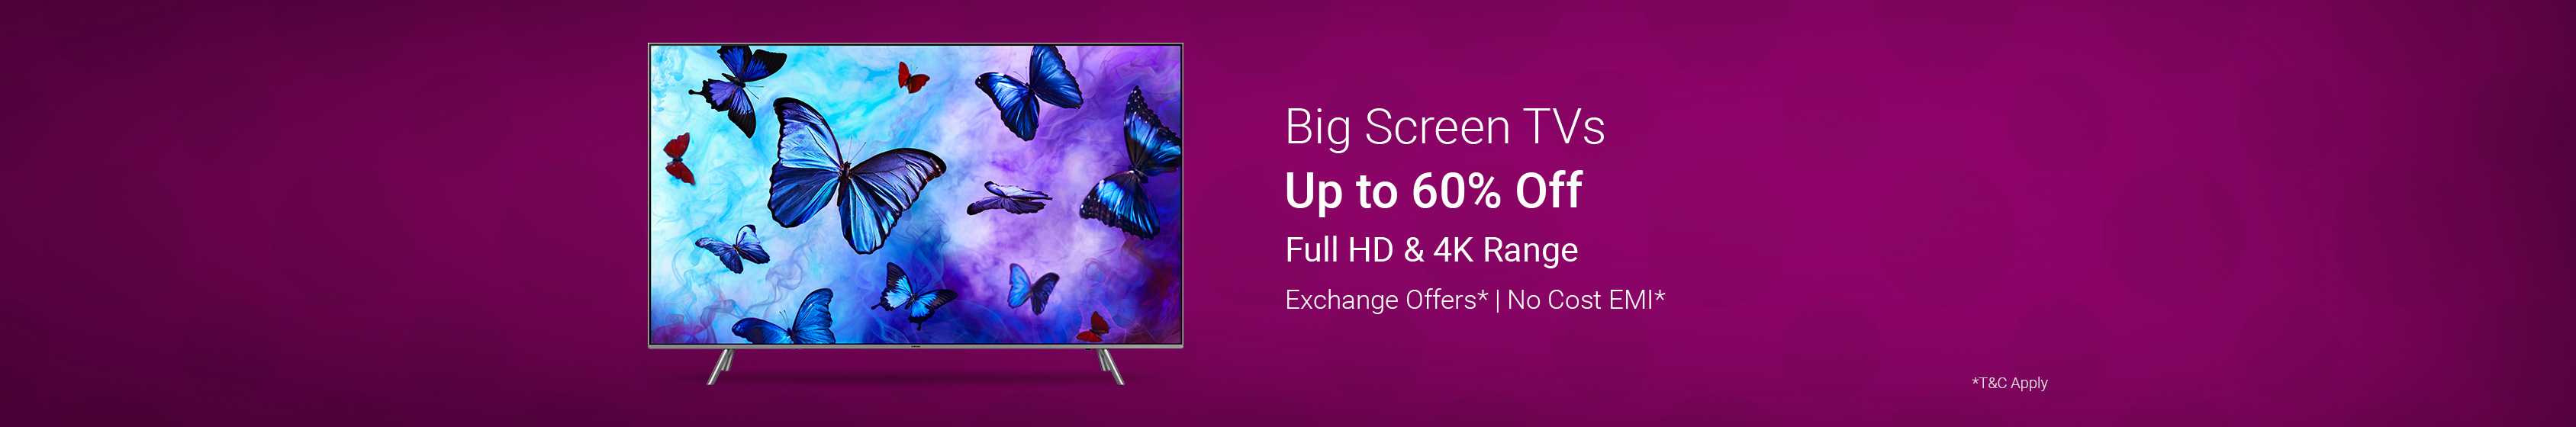 Big Screen TVs
Up to 60% Off
Full HD & 4K Range
Exchange Offers* | No Cost EMI*
*T&C Apply